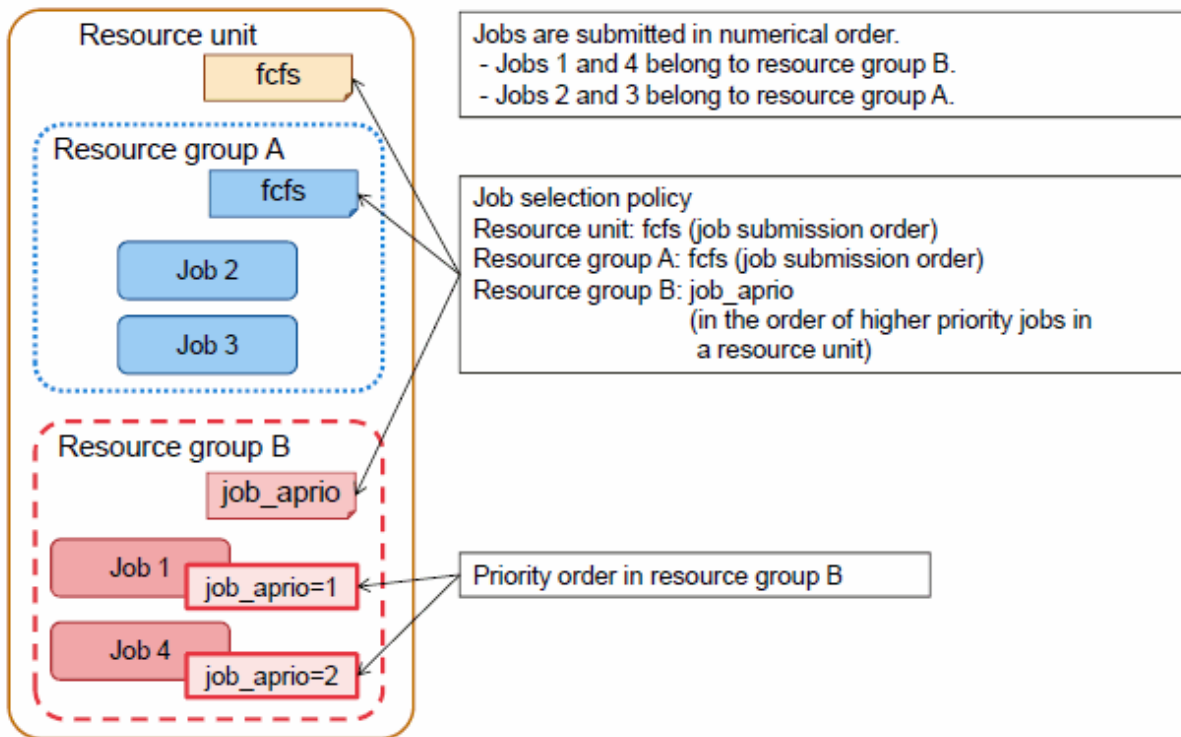 Resource unit
fcfs
Resource group A
fcfs
Job 2
Job 3
Resource group B
job_aprio
Job 1
job_aprio=1
Job 4
job_aprio=2
Jobs are submitted in numerical order.
- Jobs 1 and 4 belong to resource group B.
- Jobs 2 and 3 belong to resource group A.
Job selection policy
Resource unit: fcfs (job submission order)
Resource group A: fcfs (job submission order)
Resource group B: job_aprio
(in the order of higher priority jobs in
a resource unit)
Priority order in resource group B